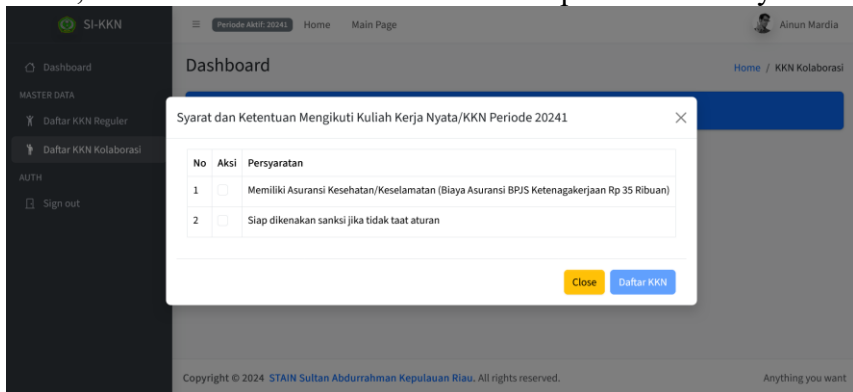 SI-KKN
Periode Aktif: 20241 Home Main Page
Ainun Mardia
Dashboard
MASTER DATA
Daftar KKN Reguler
Daftar KKN Kolaborasi
AUTH
Sign out
Dashboard
Home / KKN Kolaborasi
Syarat dan Ketentuan Mengikuti Kuliah Kerja Nyata/KKN Periode 20241
No Aksi Persyaratan
1 Memiliki Asuransi Kesehatan/Keselamatan (Biaya Asuransi BPJS Ketenagakerjaan Rp 35 Ribuan)
2 Siap dikenakan sanksi jika tidak taat aturan
Close Daftar KKN
Copyright © 2024 STAIN Sultan Abdurrahman Kepulauan Riau. All rights reserved.
Anything you want